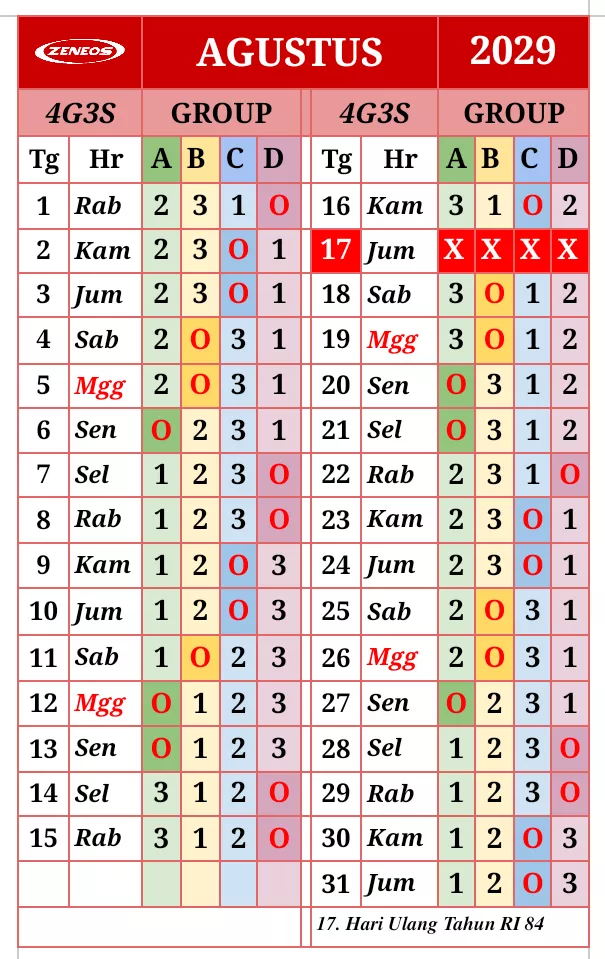 ZENEOS AGUSTUS 2029
4G3S GROUP 4G3S GROUP
Tg Hr A B C D Tg Hr A B C D
1 Rab 2 3 1 O 16 Kam 3 1 O 2
2 Kam 2 3 O 1 17 Jum X X X X
3 Jum 2 3 O 1 18 Sab 3 O 1 2
4 Sab 2 O 3 1 19 Mgg 3 O 1 2
5 Mgg 2 O 3 1 20 Sen O 3 1 2
6 Sen O 2 3 1 21 Sel O 3 1 2
7 Sel 1 2 3 O 22 Rab 2 3 1 O
8 Rab 1 2 3 O 23 Kam 2 3 O 1
9 Kam 1 2 O 3 24 Jum 2 3 O 1
10 Jum 1 2 O 3 25 Sab 2 O 3 1
11 Sab 1 O 2 3 26 Mgg 2 O 3 1
12 Mgg O 1 2 3 27 Sen O 2 3 1
13 Sen O 1 2 3 28 Sel 1 2 3 O
14 Sel 3 1 2 O 29 Rab 1 2 3 O
15 Rab 3 1 2 O 30 Kam 1 2 O 3
31 Jum 1 2 O 3
17. Hari Ulang Tahun RI 84